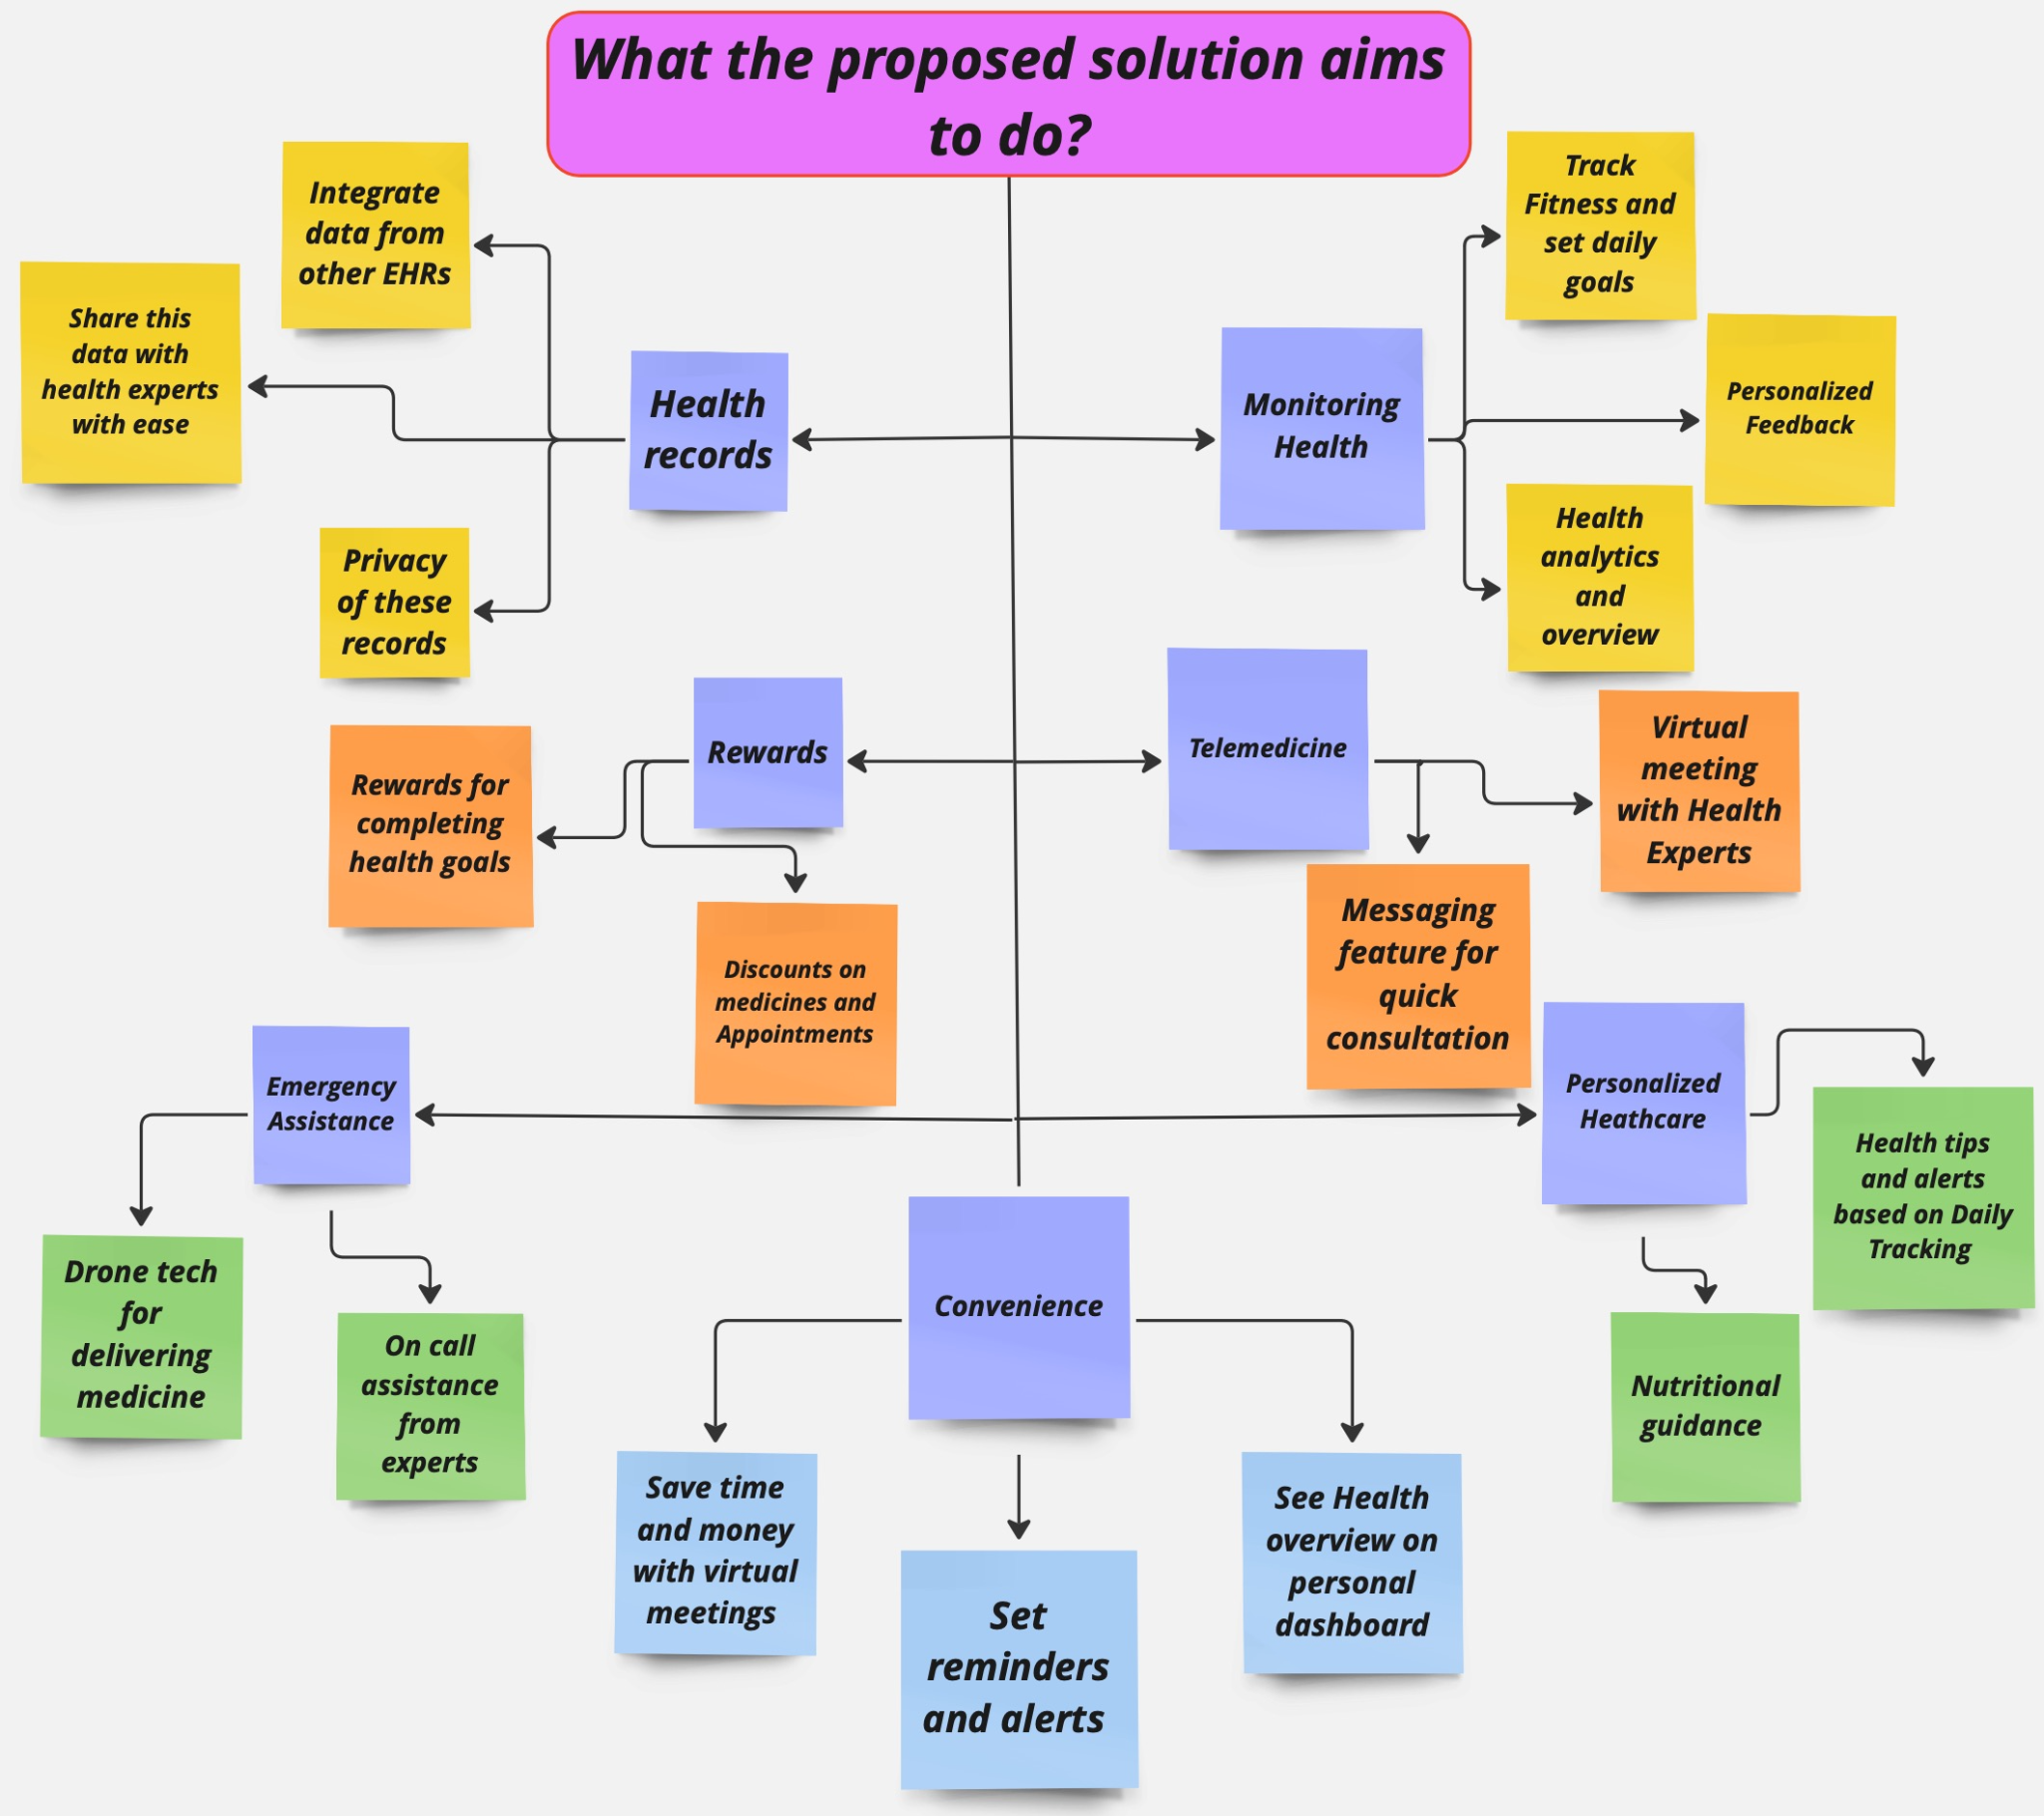 What the proposed solution aims
to do?
Integrate
data from
other EHRs
Share this
data with
health experts
with ease
Privacy
of these
records
Health
records
Monitoring
Health
Track
Fitness and
set daily
goals
Personalized
Feedback
Health
analytics
and
overview
Rewards
Rewards for
completing
health goals
Discounts on
medicines and
Appointments
Telemedicine
Virtual
meeting
with Health
Experts
Messaging
feature for
quick
consultation
Emergency
Assistance
Drone tech
for
delivering
medicine
On call
assistance
from
experts
Personalized
Heathcare
Health tips
and alerts
based on Daily
Tracking
Nutritional
guidance
Convenience
Save time
and money
with virtual
meetings
Set
reminders
and alerts
See Health
overview on
personal
dashboard